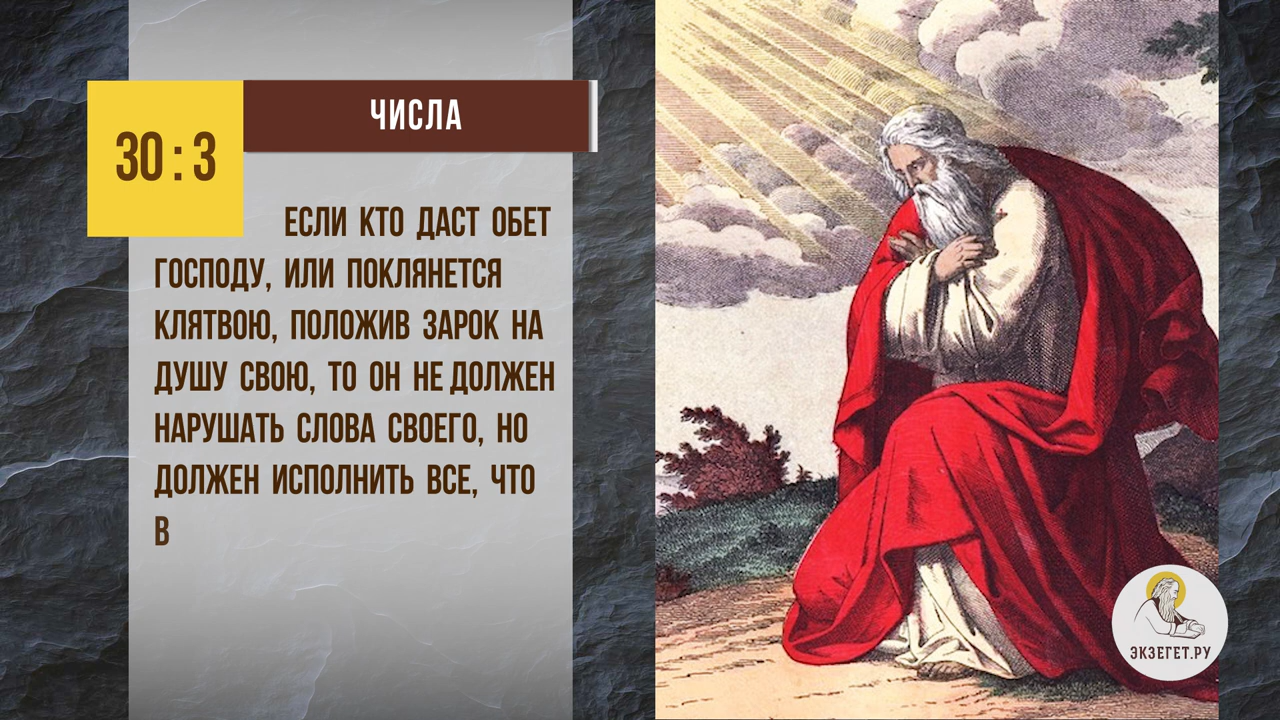 30:3
ЧИСЛА
ЕСЛИ КТО ДАСТ ОБЕТ
ГОСПОДУ, ИЛИ ПОКЛЯНЕТСЯ
КЛЯТВОЮ, ПОЛОЖИВ ЗАРОК НА
ДУШУ СВОЮ, ТО ОН НЕ ДОЛЖЕН
НАРУШАТЬ СЛОВА СВОЕГО, НО
ДОЛЖЕН ИСПОЛНИТЬ ВСЕ, ЧТО
В
ЭКЗЕГЕТ.РУ